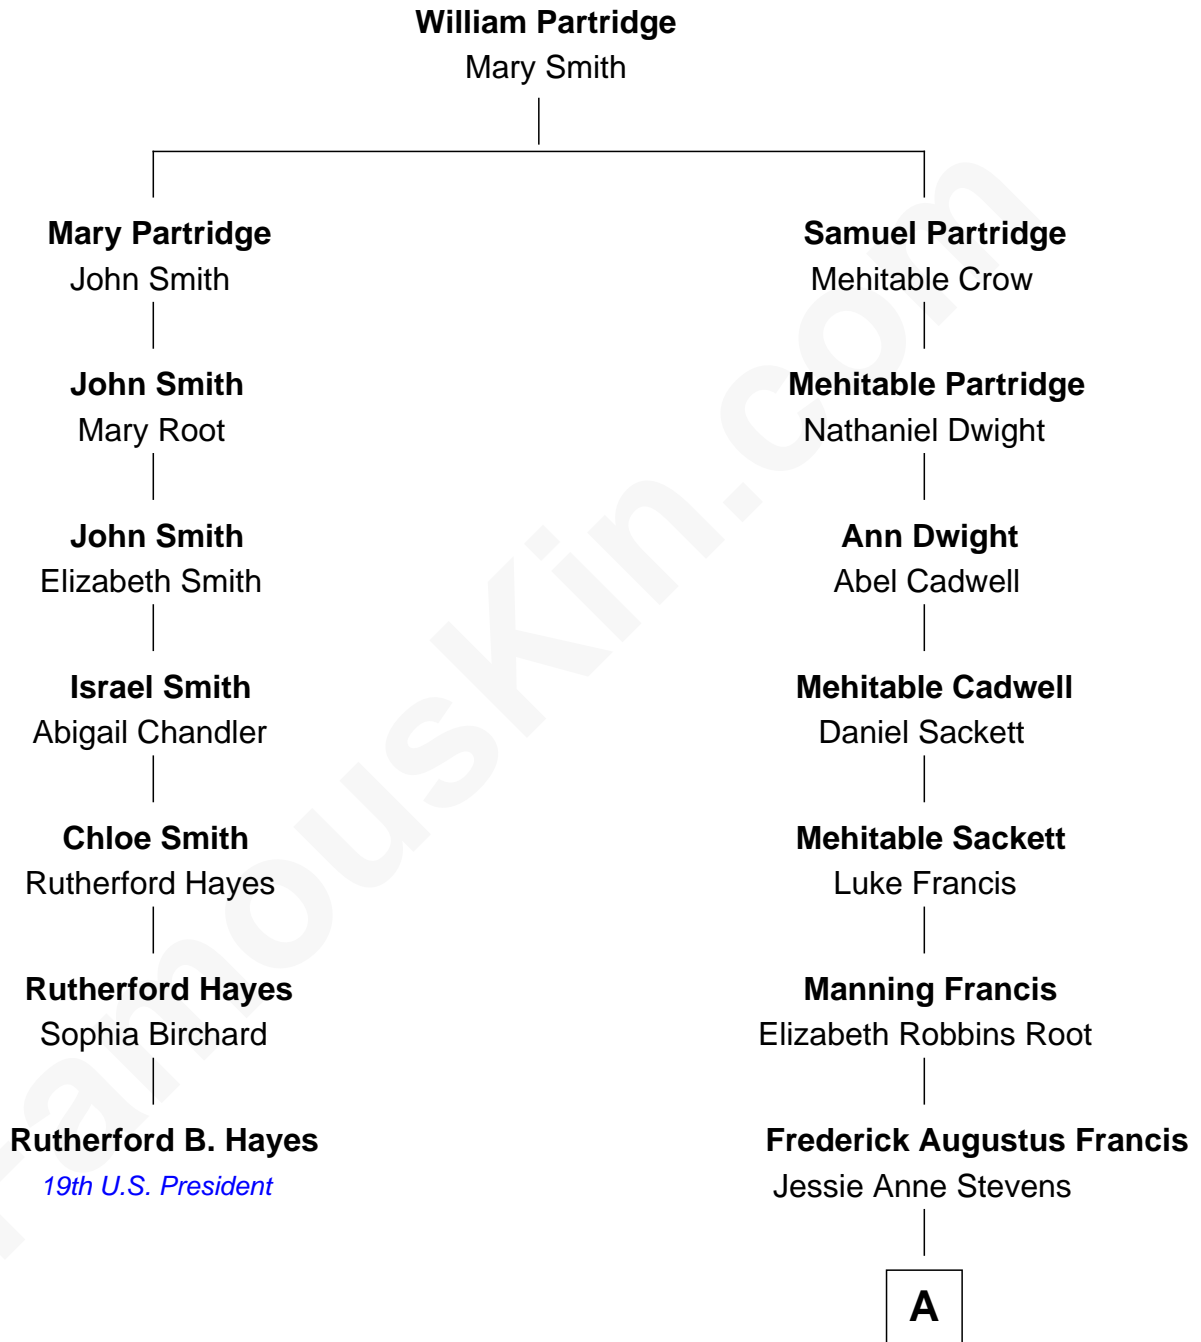 William Partridge
Mary Smith
Mary Partridge
John Smith
Samuel Partridge
Mehitable Crow
John Smith
Mary Root
Mehitable Partridge
Nathaniel Dwight
John Smith
Elizabeth Smith
Ann Dwight
Abel Cadwell
Israel Smith
Abigail Chandler
Mehitable Cadwell
Daniel Sackett
Chloe Smith
Rutherford Hayes
Mehitable Sackett
Luke Francis
Rutherford Hayes
Sophia Birchard
Manning Francis
Elizabeth Robbins Root
Rutherford B. Hayes
19th U.S. President
Frederick Augustus Francis
Jessie Anne Stevens
A
FamousKin.com